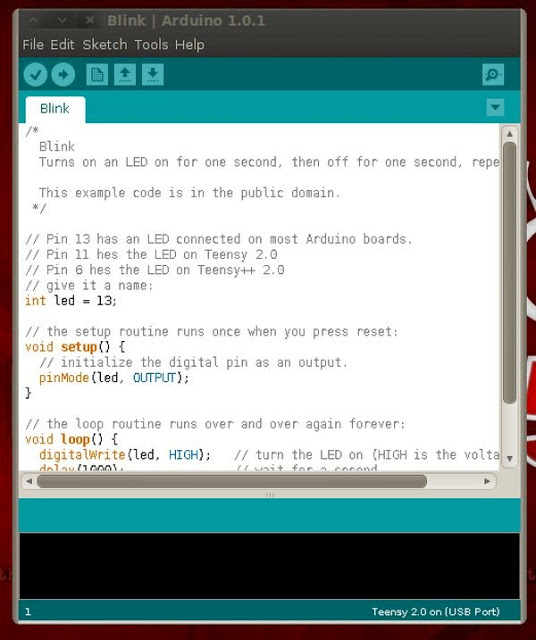 Blink | Arduino 1.0.1
File Edit Sketch Tools Help
Blink
/*
  Blink
  Turns on an LED on for one second, then off for one second, repe

  This example code is in the public domain.
 */

// Pin 13 has an LED connected on most Arduino boards.
// Pin 11 hes the LED on Teensy 2.0
// Pin 6 hes the LED on Teensy++ 2.0
// give it a name:
int led = 13;

// the setup routine runs once when you press reset:
void setup() {
  // initialize the digital pin as an output.
  pinMode(led, OUTPUT);
}

// the loop routine runs over and over again forever:
void loop() {
  digitalWrite(led, HIGH);   // turn the LED on (HIGH is the volta
  delay(1000);               // wait for a second
1
Teensy 2.0 on (USB Port)